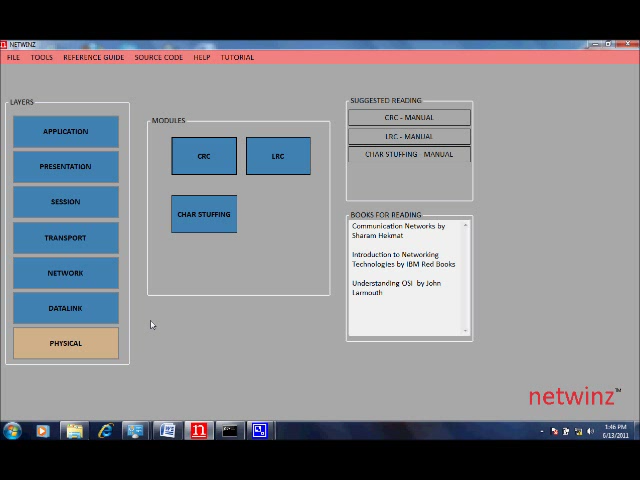 NETWINZ
FILE TOOLS REFERENCE GUIDE SOURCE CODE HELP TUTORIAL
LAYERS
APPLICATION
PRESENTATION
SESSION
TRANSPORT
NETWORK
DATALINK
PHYSICAL
MODULES
CRC
LRC
CHAR STUFFING
SUGGESTED READING
CRC - MANUAL
LRC - MANUAL
CHAR STUFFING - MANUAL
BOOKS FOR READING
Communication Networks by
Sharam Hekmat
Introduction to Networking
Technologies by IBM Red Books
Understanding OSI by John
Larmouth
netwinz™
1:46 PM
6/13/2011